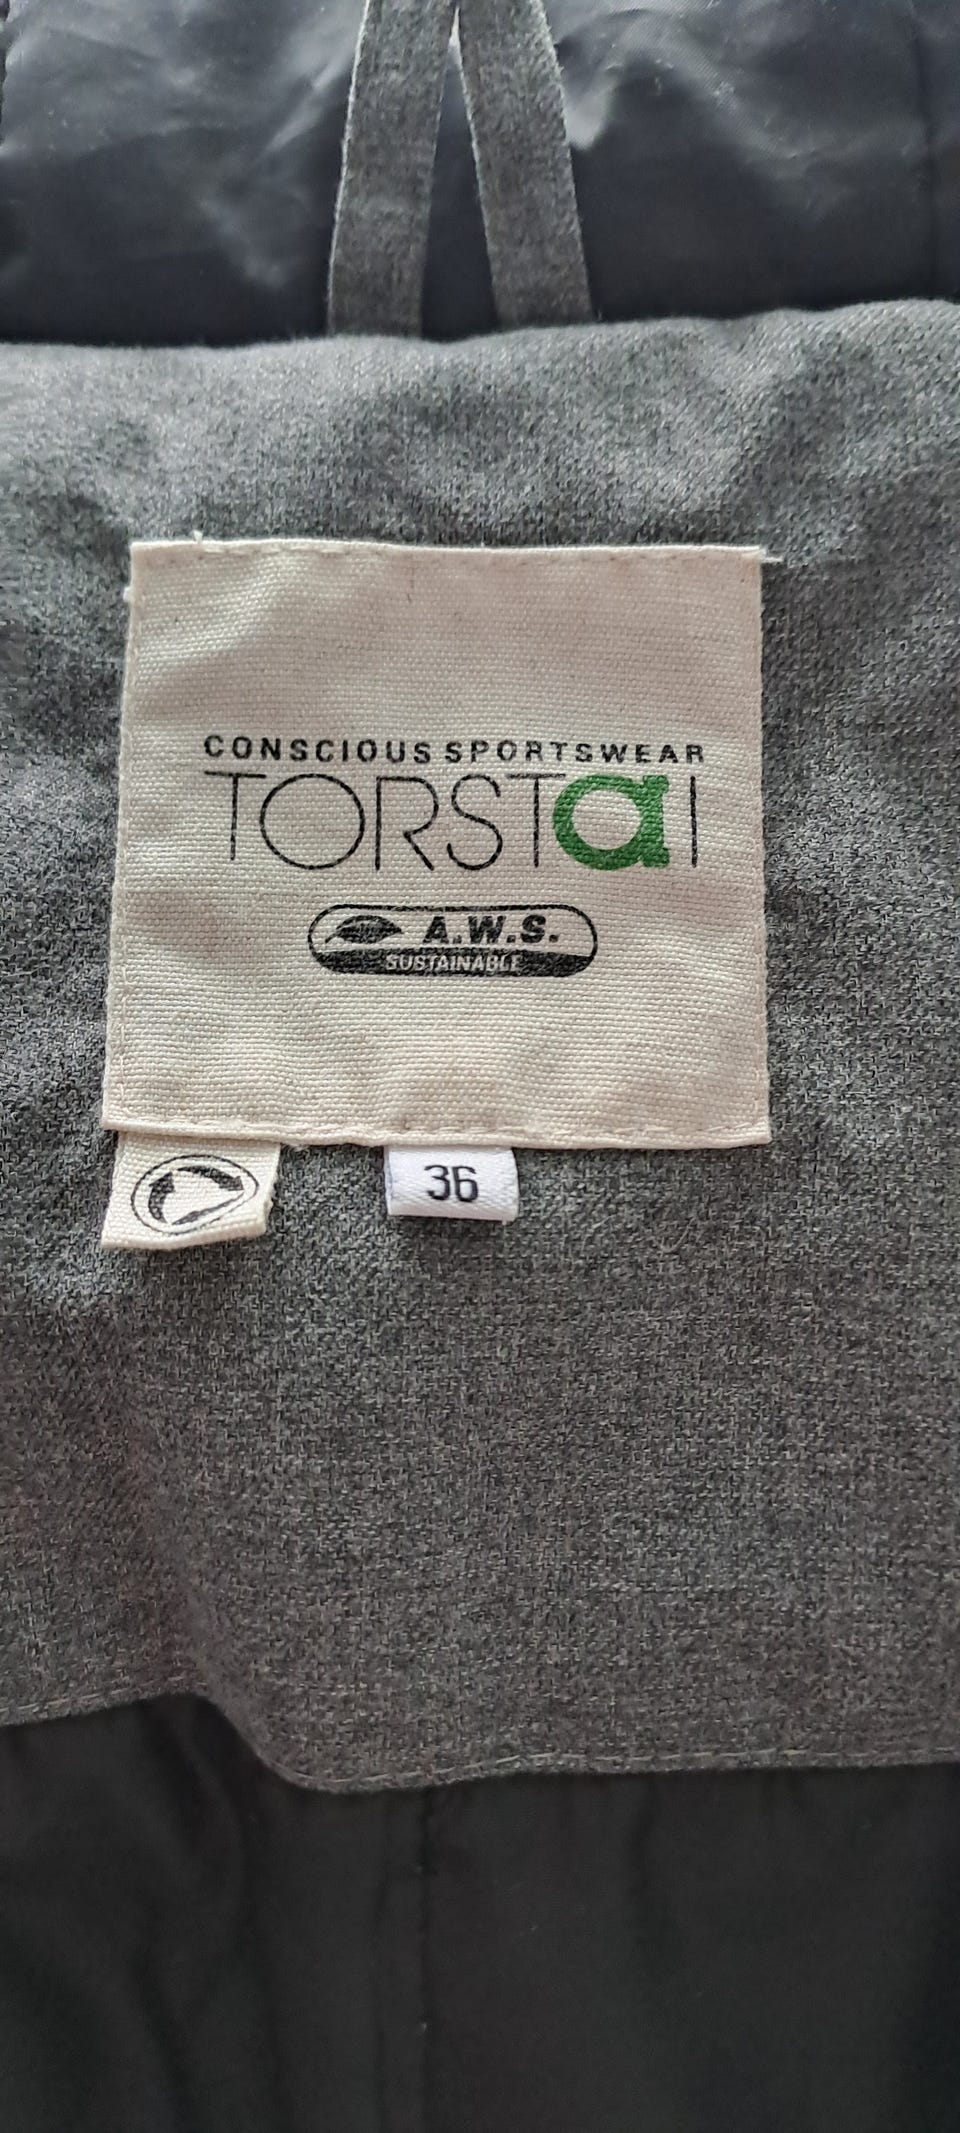 CONSCIOUS SPORTSWEAR
TORSTaI
A.W.S.
SUSTAINABLE
36